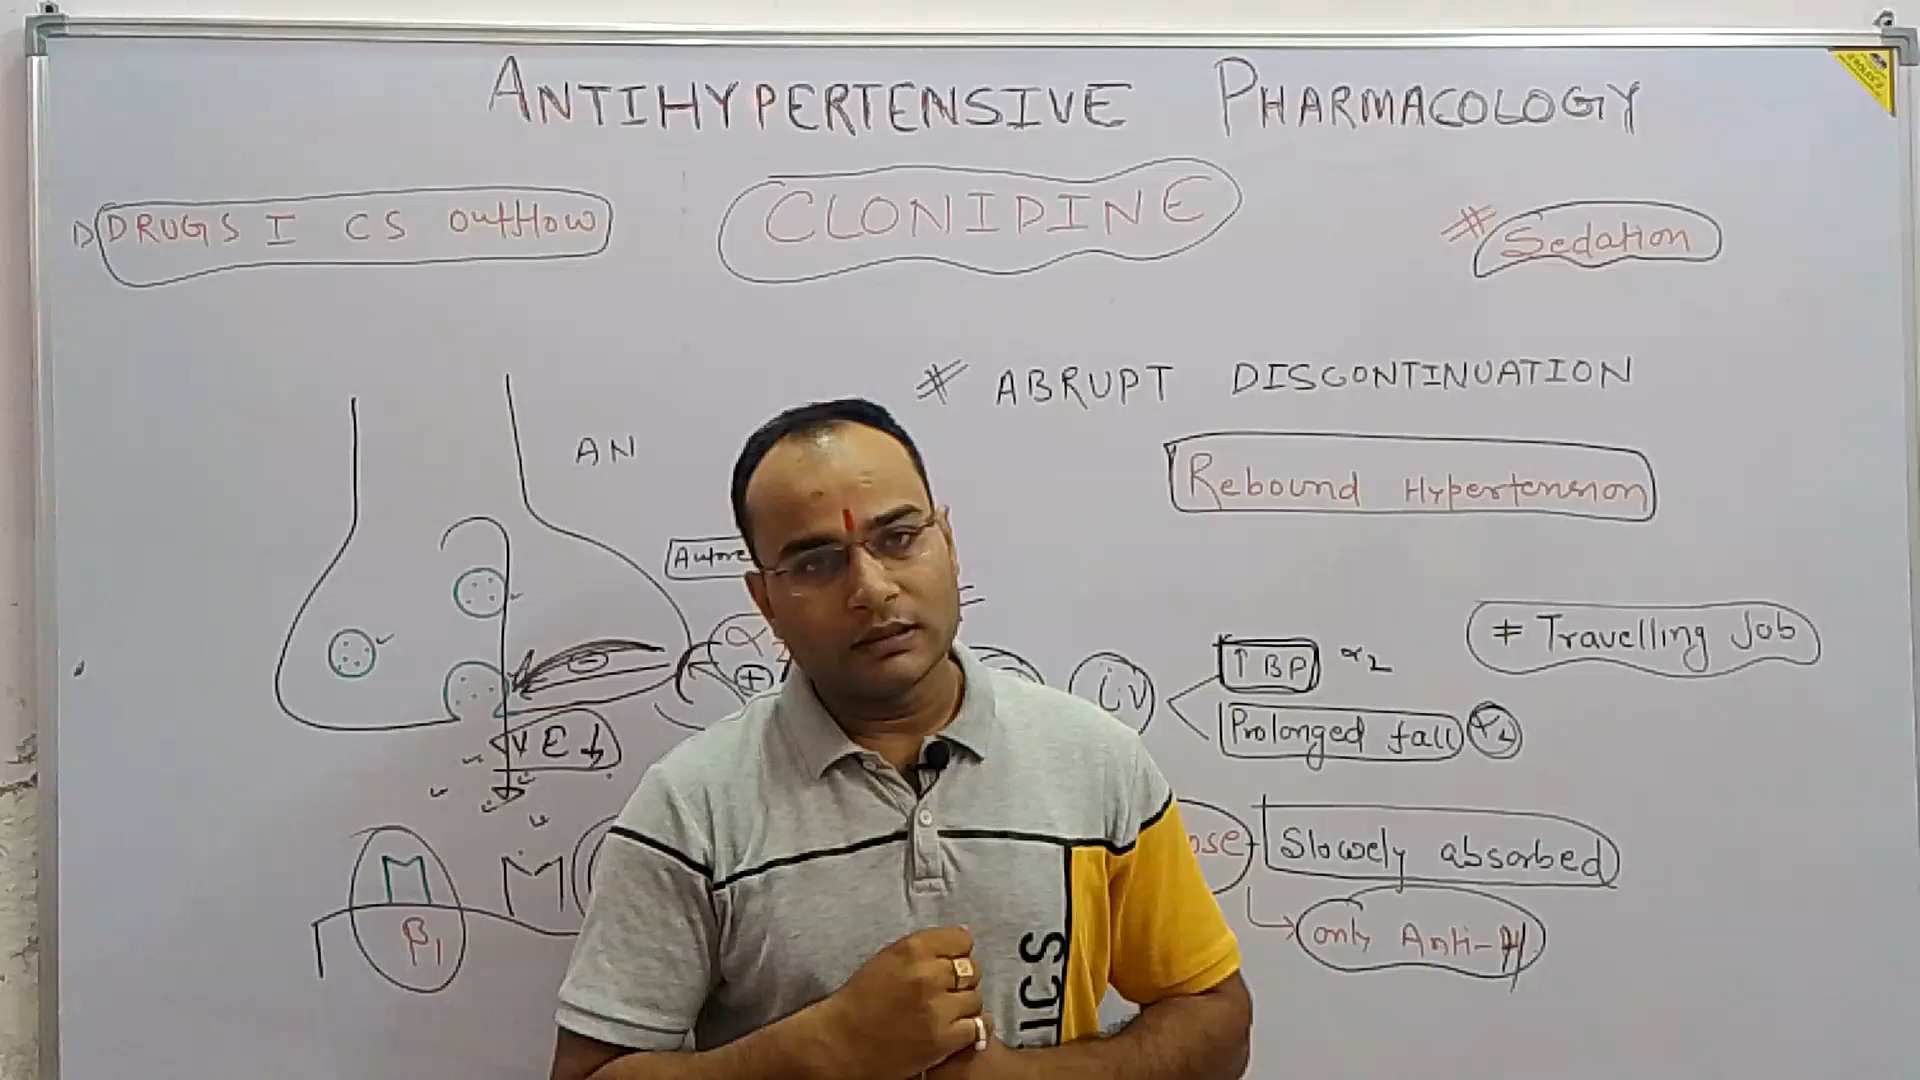 ANTIHYPERTENSIVE PHARMACOLOGY
DRUGS I CS Outflow
CLONIDINE
# Sedation
# ABRUPT DISCONTINUATION
AN
Rebound Hypertension
# Travelling Job
↑ BP α2
iv
Prolonged fall
Slowely absorbed
β1
only Anti-H